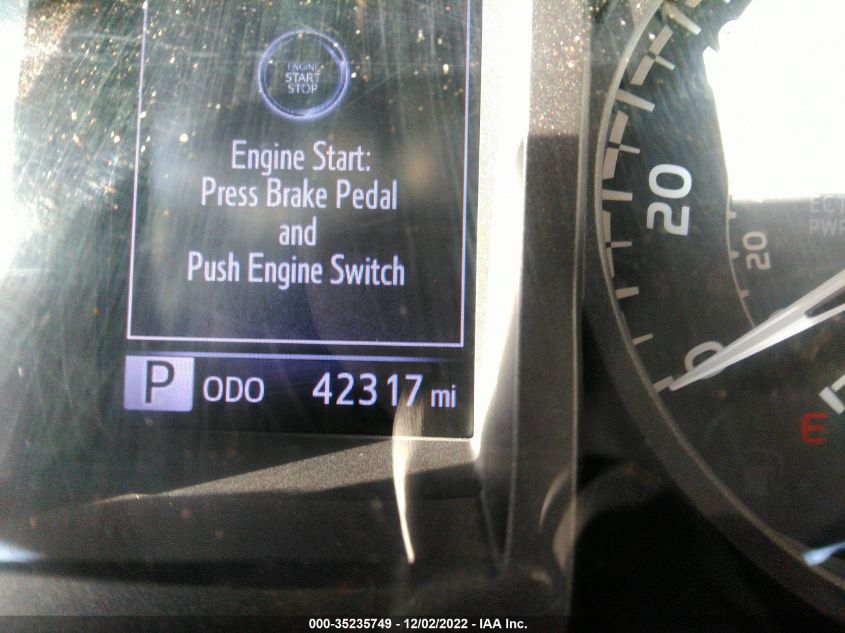 ENGINE
START
STOP
Engine Start:
Press Brake Pedal
and
Push Engine Switch
P ODO 42317 mi
20
20
0
E
000-35235749 - 12/02/2022 - IAA Inc.